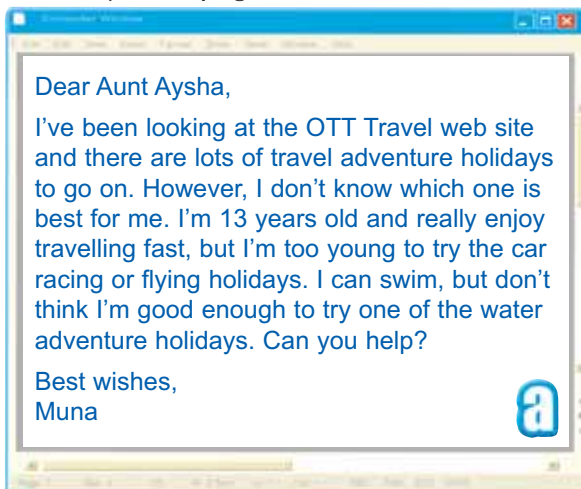 Dear Aunt Aysha,
I've been looking at the OTT Travel web site
and there are lots of travel adventure holidays
to go on. However, I don't know which one is
best for me. I'm 13 years old and really enjoy
travelling fast, but I'm too young to try the car
racing or flying holidays. I can swim, but don't
think I'm good enough to try one of the water
adventure holidays. Can you help?
Best wishes,
Muna
a